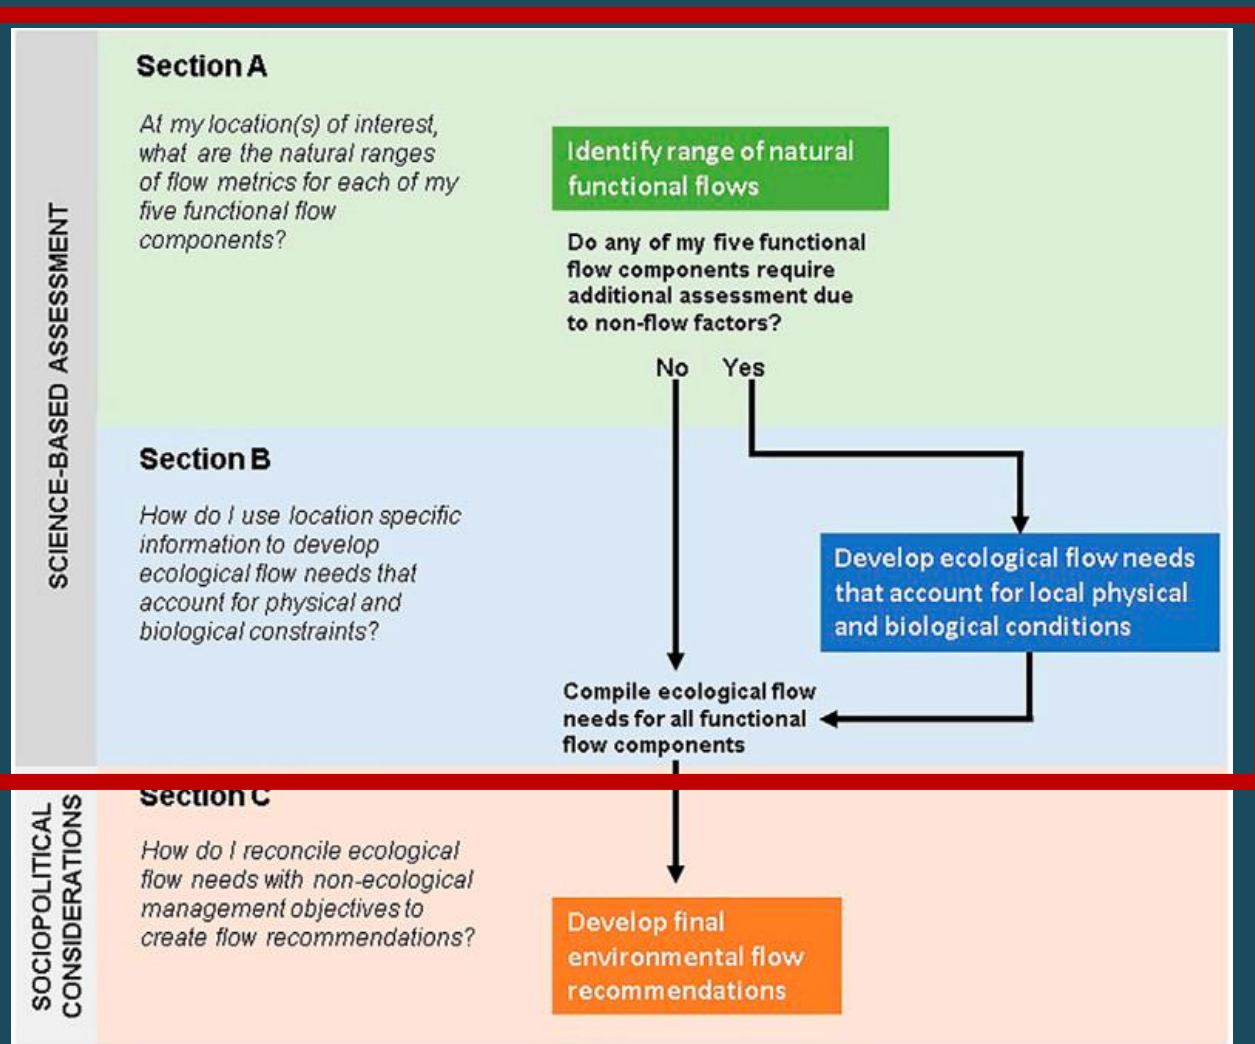 SCIENCE-BASED ASSESSMENT
Section A
At my location(s) of interest,
what are the natural ranges
of flow metrics for each of my
five functional flow
components?
Identify range of natural
functional flows
Do any of my five functional
flow components require
additional assessment due
to non-flow factors?
No Yes
Section B
How do I use location specific
information to develop
ecological flow needs that
account for physical and
biological constraints?
Develop ecological flow needs
that account for local physical
and biological conditions
Compile ecological flow
needs for all functional
flow components
SOCIOPOLITICAL
CONSIDERATIONS
Section C
How do I reconcile ecological
flow needs with non-ecological
management objectives to
create flow recommendations?
Develop final
environmental flow
recommendations